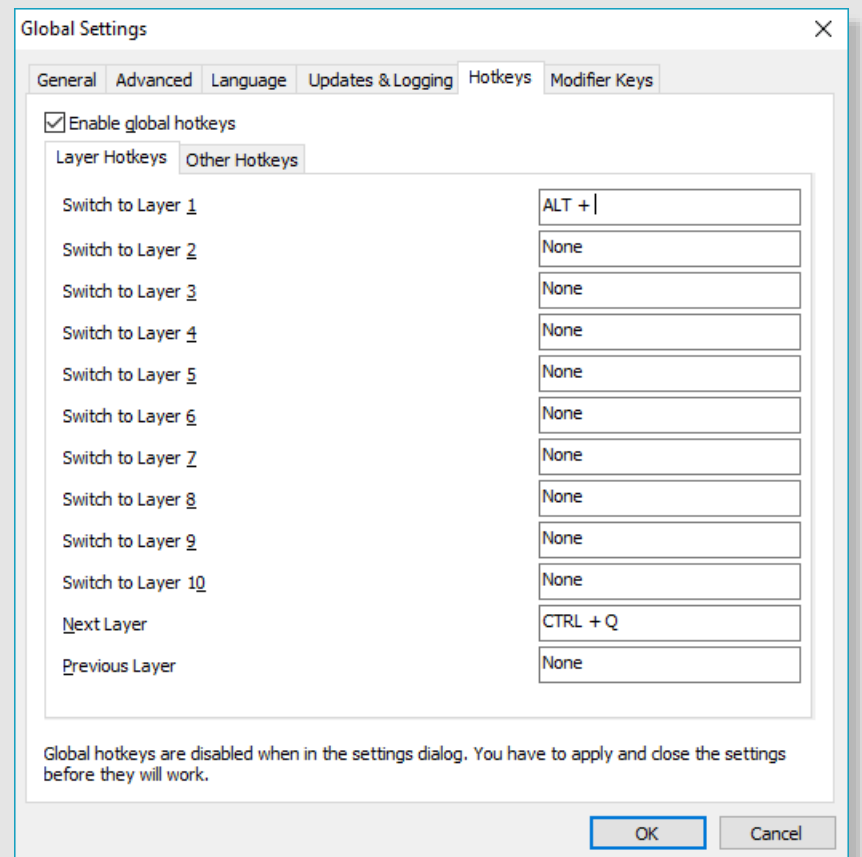 Global Settings
General Advanced Language Updates & Logging Hotkeys Modifier Keys
Enable global hotkeys
Layer Hotkeys Other Hotkeys
Switch to Layer 1 ALT +
Switch to Layer 2 None
Switch to Layer 3 None
Switch to Layer 4 None
Switch to Layer 5 None
Switch to Layer 6 None
Switch to Layer 7 None
Switch to Layer 8 None
Switch to Layer 9 None
Switch to Layer 10 None
Next Layer CTRL + Q
Previous Layer None
Global hotkeys are disabled when in the settings dialog. You have to apply and close the settings
before they will work.
OK Cancel